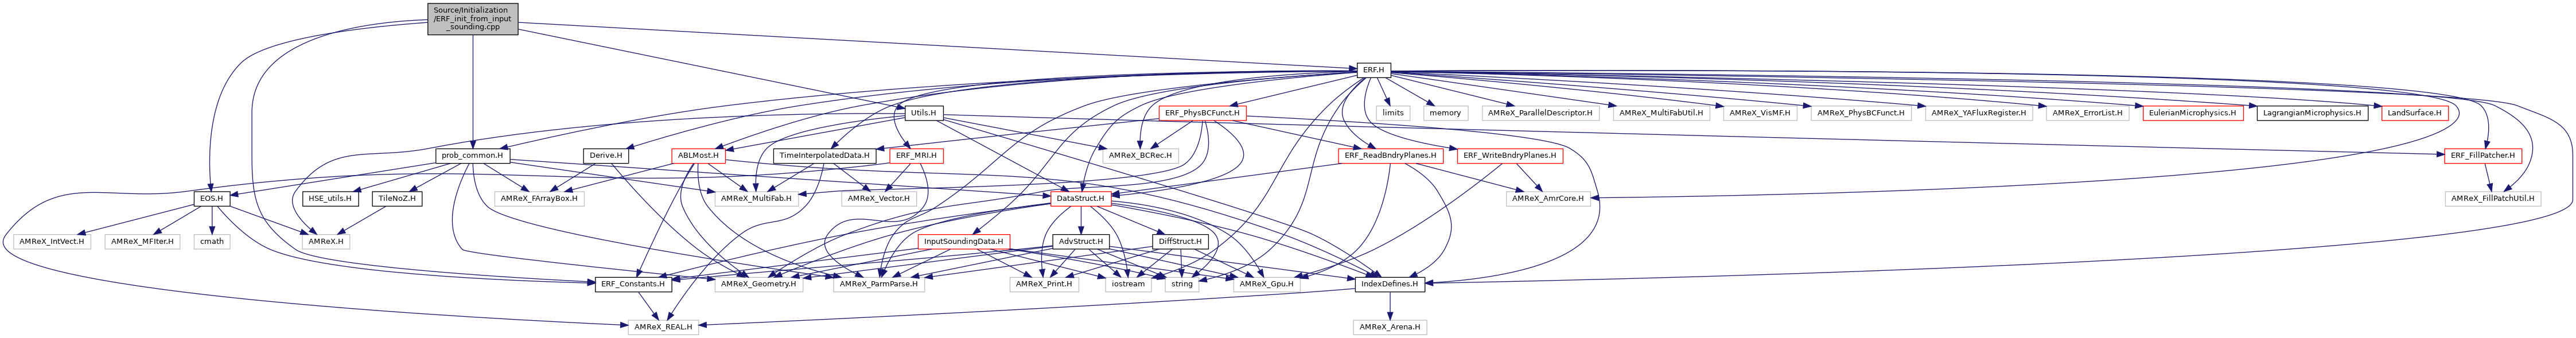 Source/Initialization
/ERF_init_from_input
_sounding.cpp
ERF.H
Utils.H
ERF_PhysBCFunct.H
limits
memory
AMReX_ParallelDescriptor.H
AMReX_MultiFabUtil.H
AMReX_VisMF.H
AMReX_PhysBCFunct.H
AMReX_YAFluxRegister.H
AMReX_ErrorList.H
EulerianMicrophysics.H
LagrangianMicrophysics.H
LandSurface.H
prob_common.H
Derive.H
ABLMost.H
TimeInterpolatedData.H
ERF_MRI.H
AMReX_BCRec.H
ERF_ReadBndryPlanes.H
ERF_WriteBndryPlanes.H
ERF_FillPatcher.H
EOS.H
HSE_utils.H
TileNoZ.H
AMReX_FArrayBox.H
AMReX_MultiFab.H
AMReX_Vector.H
DataStruct.H
AMReX_AmrCore.H
AMReX_FillPatchUtil.H
AMReX_IntVect.H
AMReX_MFIter.H
cmath
AMReX.H
InputSoundingData.H
AdvStruct.H
DiffStruct.H
ERF_Constants.H
AMReX_Geometry.H
AMReX_ParmParse.H
AMReX_Print.H
iostream
string
AMReX_Gpu.H
IndexDefines.H
AMReX_REAL.H
AMReX_Arena.H